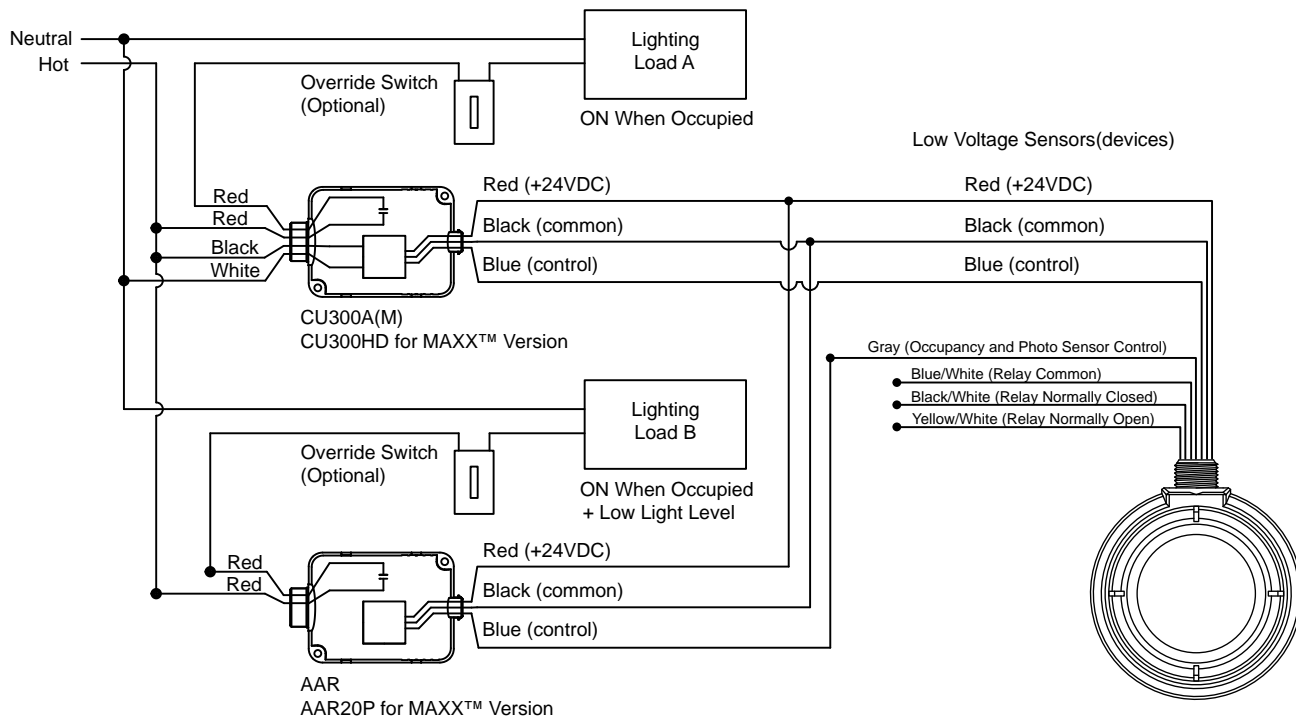 Neutral
Hot
Override Switch
(Optional)
Lighting
Load A
ON When Occupied
Low Voltage Sensors(devices)
Red
Red
Black
White
Red (+24VDC)
Black (common)
Blue (control)
Red (+24VDC)
Black (common)
Blue (control)
CU300A(M)
CU300HD for MAXX™ Version
Gray (Occupancy and Photo Sensor Control)
Blue/White (Relay Common)
Black/White (Relay Normally Closed)
Yellow/White (Relay Normally Open)
Override Switch
(Optional)
Lighting
Load B
ON When Occupied
+ Low Light Level
Red
Red
Red (+24VDC)
Black (common)
Blue (control)
AAR
AAR20P for MAXX™ Version